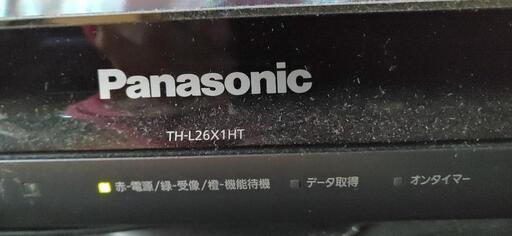 Panasonic
TH-L26X1HT
赤-電源/緑-受像/橙-機能待機 データ取得 オンタイマー